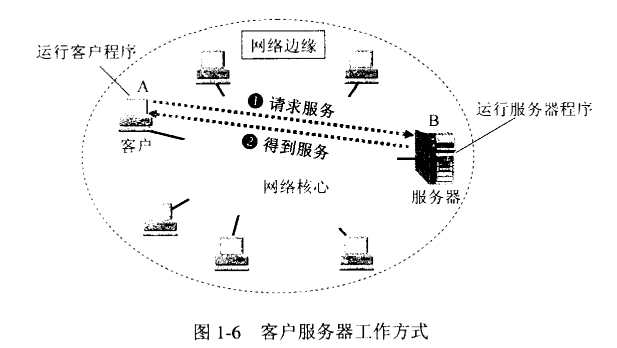 网络边缘
运行客户程序
A
❶ 请求服务
B
运行服务器程序
❷ 得到服务
客户
网络核心
服务器
图 1-6 客户服务器工作方式